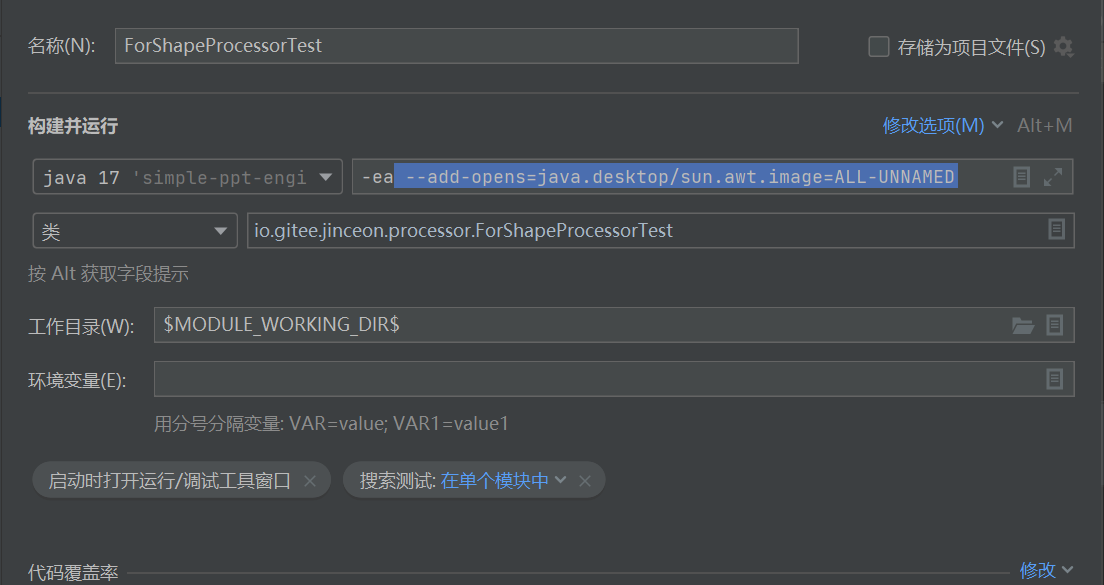 名称(N): ForShapeProcessorTest 存储为项目文件(S)
构建并运行 修改选项(M) Alt+M
java 17 'simple-ppt-engi -ea --add-opens=java.desktop/sun.awt.image=ALL-UNNAMED
类 io.gitee.jinceon.processor.ForShapeProcessorTest
按 Alt 获取字段提示
工作目录(W): $MODULE_WORKING_DIR$
环境变量(E):
用分号分隔变量: VAR=value; VAR1=value1
启动时打开运行/调试工具窗口 搜索测试: 在单个模块中
代码覆盖率 修改